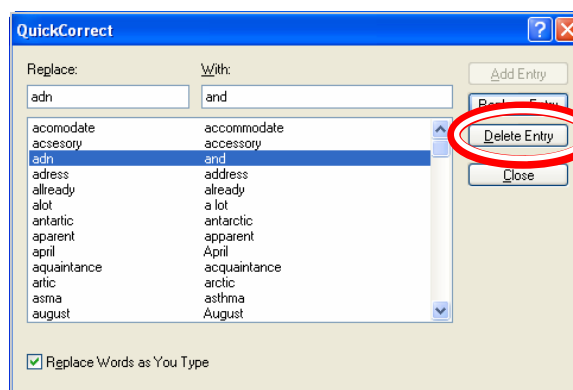 QuickCorrect
Replace: With: Add Entry
adn and
acomodate accommodate
acsesory accessory Delete Entry
adn and
adress address
allready already Close
alot a lot
antartic antarctic
aparent apparent
april April
aquaintance acquaintance
artic arctic
asma asthma
august August
Replace Words as You Type